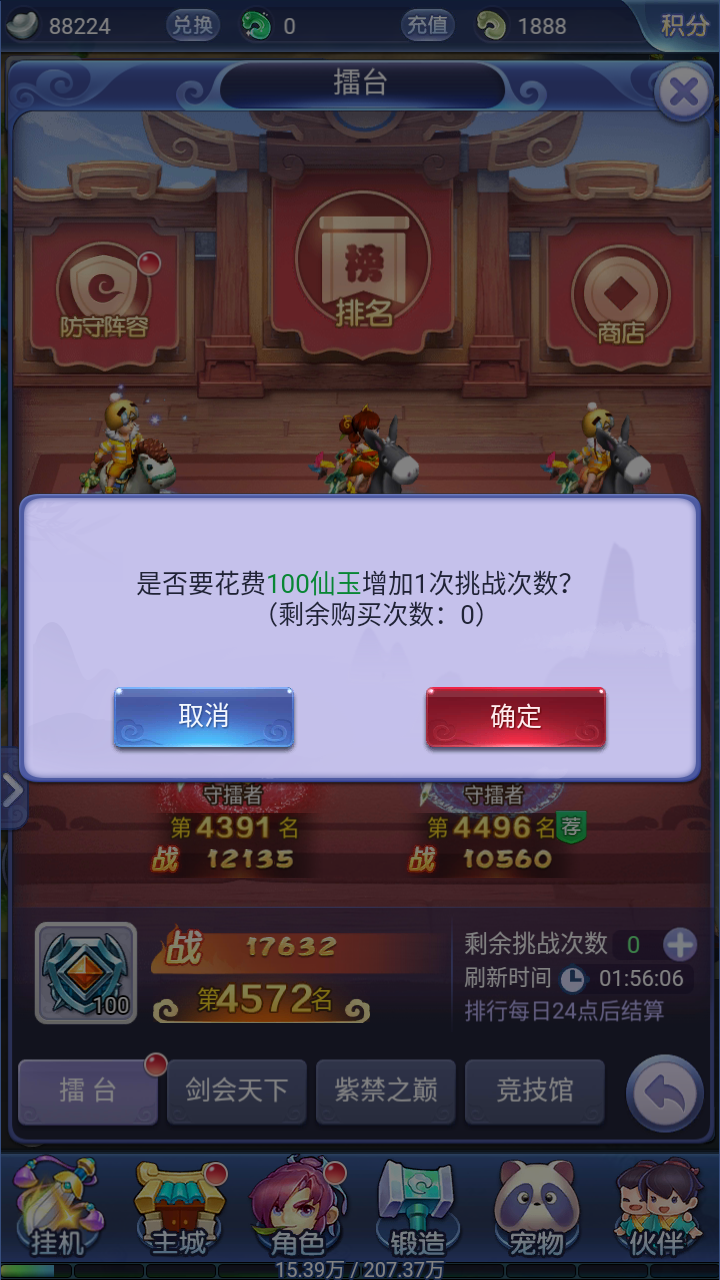 88224 兑换 0 充值 1888 积分
擂台
榜
防守阵容 排名 商店
是否要花费100仙玉增加1次挑战次数？
（剩余购买次数：0）
取消 确定
守擂者 守擂者
第4391名 第4496名 荐
战 12135 战 10560
战 17632 剩余挑战次数 0
100 第4572名 刷新时间 01:56:06
排行每日24点后结算
擂台 剑会天下 紫禁之巅 竞技馆
挂机 主城 角色 锻造 宠物 伙伴
15.39万 / 207.37万